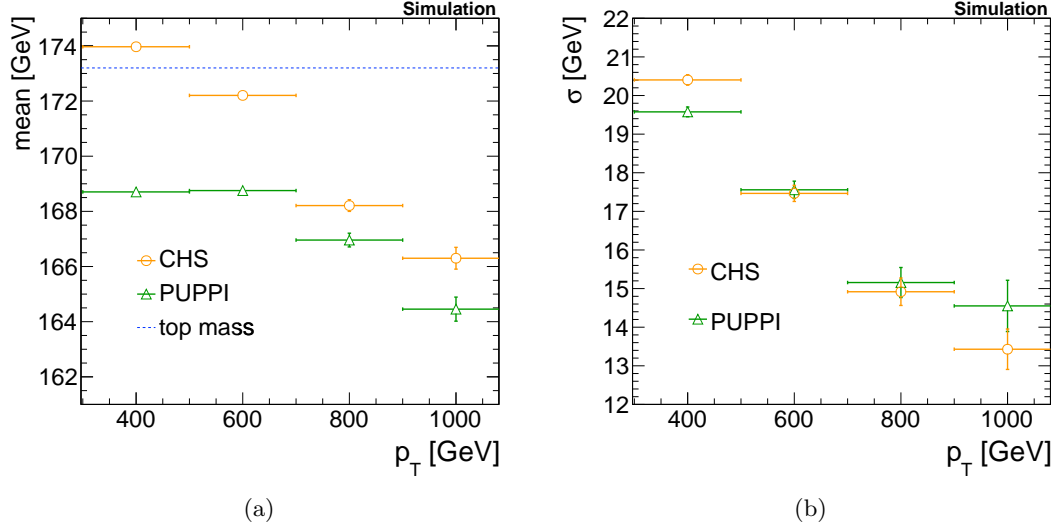 Simulation
mean [GeV]
174
172
170
168
166
164
162
CHS
PUPPI
top mass
400 600 800 1000
p_T [GeV]
(a)
Simulation
σ [GeV]
22
21
20
19
18
17
16
15
14
13
12
CHS
PUPPI
400 600 800 1000
p_T [GeV]
(b)